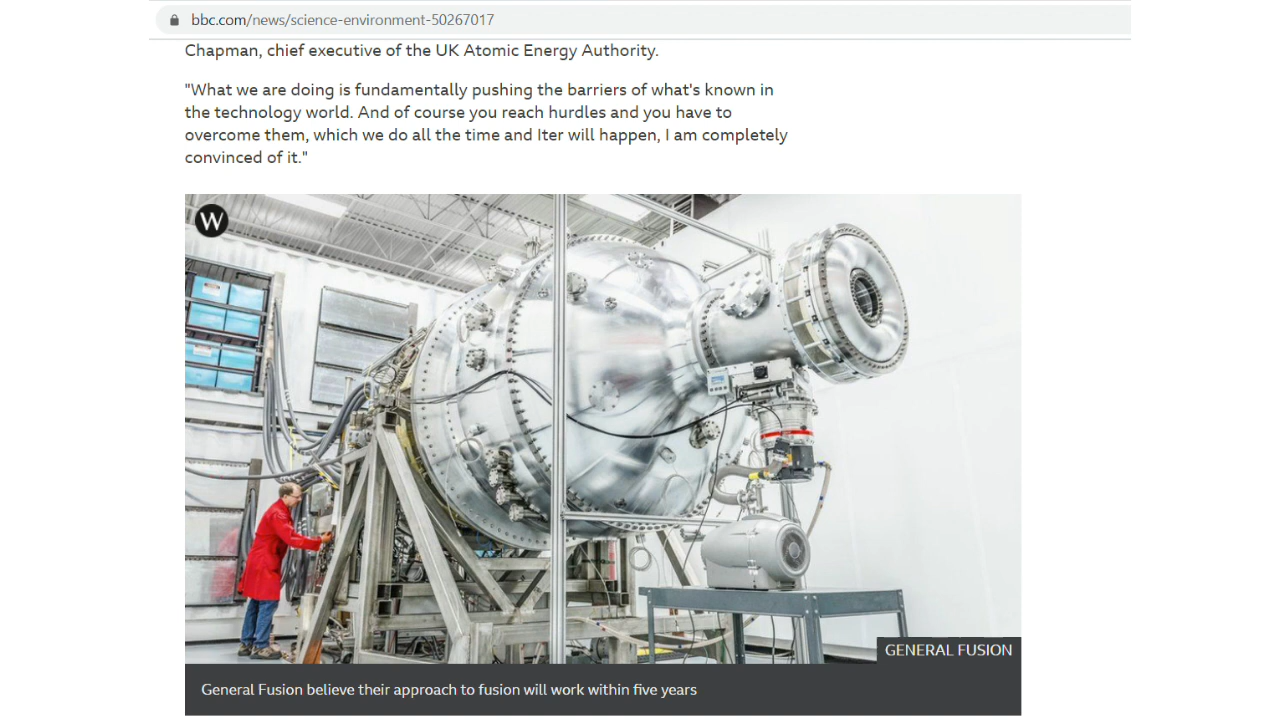 bbc.com/news/science-environment-50267017
Chapman, chief executive of the UK Atomic Energy Authority.
"What we are doing is fundamentally pushing the barriers of what's known in
the technology world. And of course you reach hurdles and you have to
overcome them, which we do all the time and Iter will happen, I am completely
convinced of it."
W
GENERAL FUSION
General Fusion believe their approach to fusion will work within five years